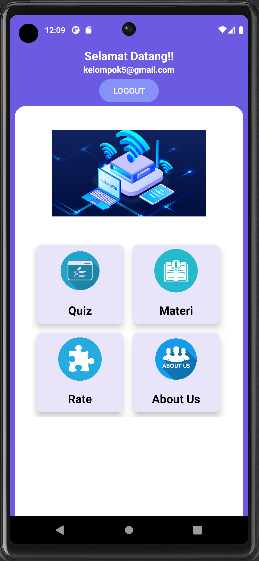 12:09
Selamat Datang!!
kelompok5@gmail.com
LOGOUT
Quiz
Materi
ABOUT US
Rate
About Us